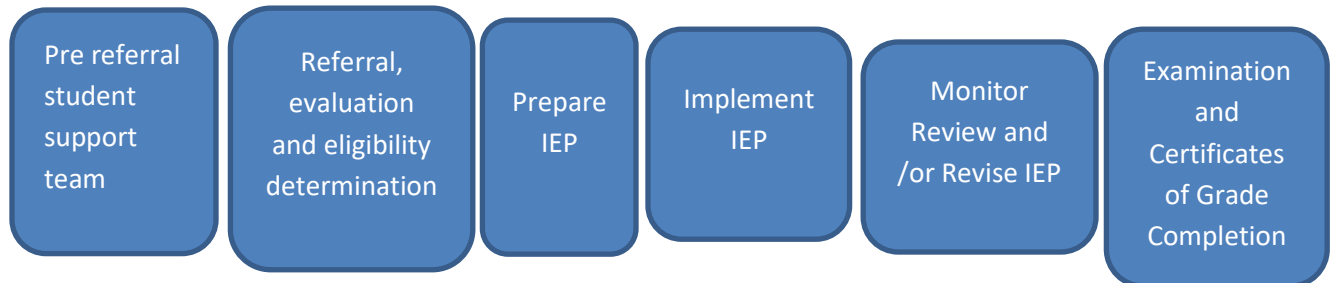 Pre referral
student
support
team
Referral,
evaluation
and eligibility
determination
Prepare
IEP
Implement
IEP
Monitor
Review and
/or Revise IEP
Examination
and
Certificates
of Grade
Completion